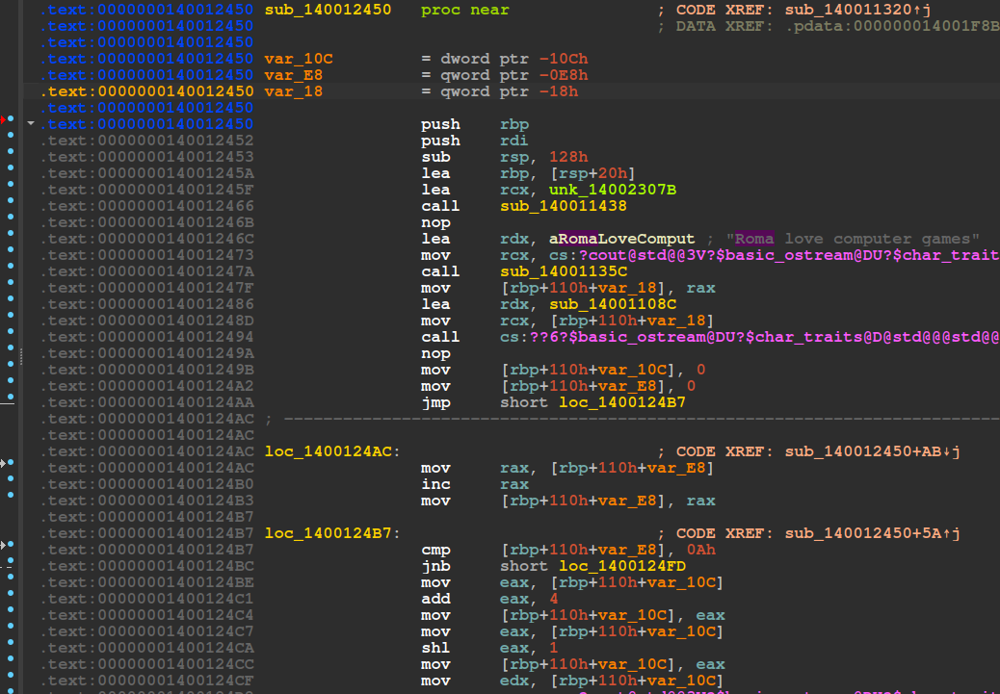 .text:0000000140012450 sub_140012450 proc near ; CODE XREF: sub_140011320↑j
.text:0000000140012450 ; DATA XREF: .pdata:000000014001F8B
.text:0000000140012450
.text:0000000140012450 var_10C = dword ptr -10Ch
.text:0000000140012450 var_E8 = qword ptr -0E8h
.text:0000000140012450 var_18 = qword ptr -18h
.text:0000000140012450
.text:0000000140012450 push rbp
.text:0000000140012452 push rdi
.text:0000000140012453 sub rsp, 128h
.text:000000014001245A lea rbp, [rsp+20h]
.text:000000014001245F lea rcx, unk_14002307B
.text:0000000140012466 call sub_140011438
.text:000000014001246B nop
.text:000000014001246C lea rdx, aRomaLoveComput ; "Roma love computer games"
.text:0000000140012473 mov rcx, cs:?cout@std@@3V?$basic_ostream@DU?$char_trait
.text:000000014001247A call sub_14001135C
.text:000000014001247F mov [rbp+110h+var_18], rax
.text:0000000140012486 lea rdx, sub_14001108C
.text:000000014001248D mov rcx, [rbp+110h+var_18]
.text:0000000140012494 call cs:??6?$basic_ostream@DU?$char_traits@D@std@@@std@@
.text:000000014001249A nop
.text:000000014001249B mov [rbp+110h+var_10C], 0
.text:00000001400124A2 mov [rbp+110h+var_E8], 0
.text:00000001400124AA jmp short loc_1400124B7
.text:00000001400124AC ; ---------------------------------------------------------------------------
.text:00000001400124AC
.text:00000001400124AC loc_1400124AC: ; CODE XREF: sub_140012450+AB↓j
.text:00000001400124AC mov rax, [rbp+110h+var_E8]
.text:00000001400124B0 inc rax
.text:00000001400124B3 mov [rbp+110h+var_E8], rax
.text:00000001400124B7
.text:00000001400124B7 loc_1400124B7: ; CODE XREF: sub_140012450+5A↑j
.text:00000001400124B7 cmp [rbp+110h+var_E8], 0Ah
.text:00000001400124BC jnb short loc_1400124FD
.text:00000001400124BE mov eax, [rbp+110h+var_10C]
.text:00000001400124C1 add eax, 4
.text:00000001400124C4 mov [rbp+110h+var_10C], eax
.text:00000001400124C7 mov eax, [rbp+110h+var_10C]
.text:00000001400124CA shl eax, 1
.text:00000001400124CC mov [rbp+110h+var_10C], eax
.text:00000001400124CF mov edx, [rbp+110h+var_10C]